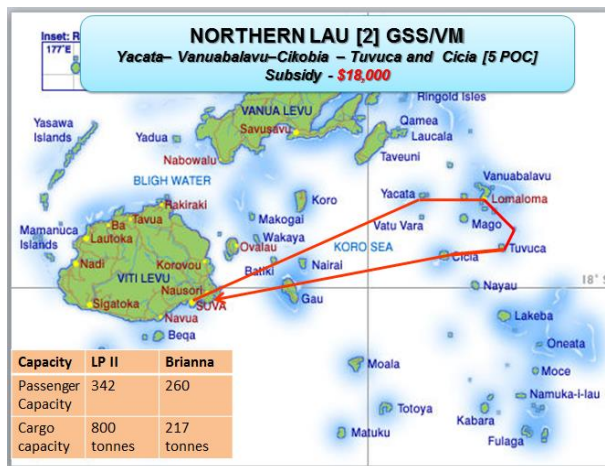 NORTHERN LAU [2] GSS/VM
Yacata– Vanuabalavu–Cikobia – Tuvuca and Cicia [5 POC]
Subsidy - $18,000
Inset: R
177°E
Ringold Isles
VANUA LEVU
Savusavu
Qamea
Laucala
Yasawa
Islands
Yadua
Taveuni
Nabowalu
Vanuabalavu
BLIGH WATER
Koro
Yacata
Lomaloma
Rakiraki
Makogai
Tavua
Ba
Vatu Vara
Mago
Mamanuca
Islands
Wakaya
Lautoka
Ovalau
KORO SEA
Tuvuca
Nadi
Korovou
Batiki
Nairai
Cicia
VITI LEVU
Nausori
Gau
Nayau
18°S
Sigatoka
SUVA
Navua
Lakeba
Beqa
Oneata
Moala
Moce
Namuka-i-lau
Totoya
Kabara
Matuku
Fulaga
Capacity LP II Brianna
Passenger 342 260
Capacity
Cargo 800 217
capacity tonnes tonnes